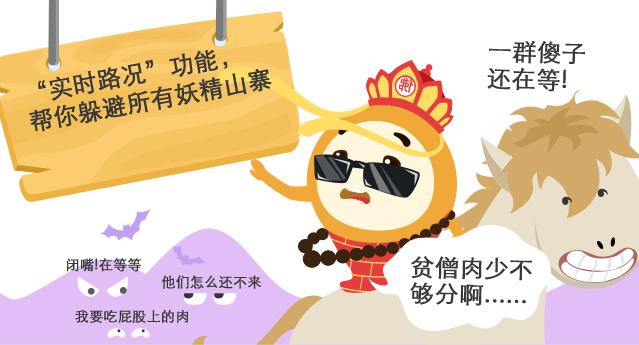 “实时路况”功能，
帮你躲避所有妖精山寨
一群傻子
还在等!
闭嘴!在等等
他们怎么还不来
我要吃屁股上的肉
贫僧肉少不
够分啊......